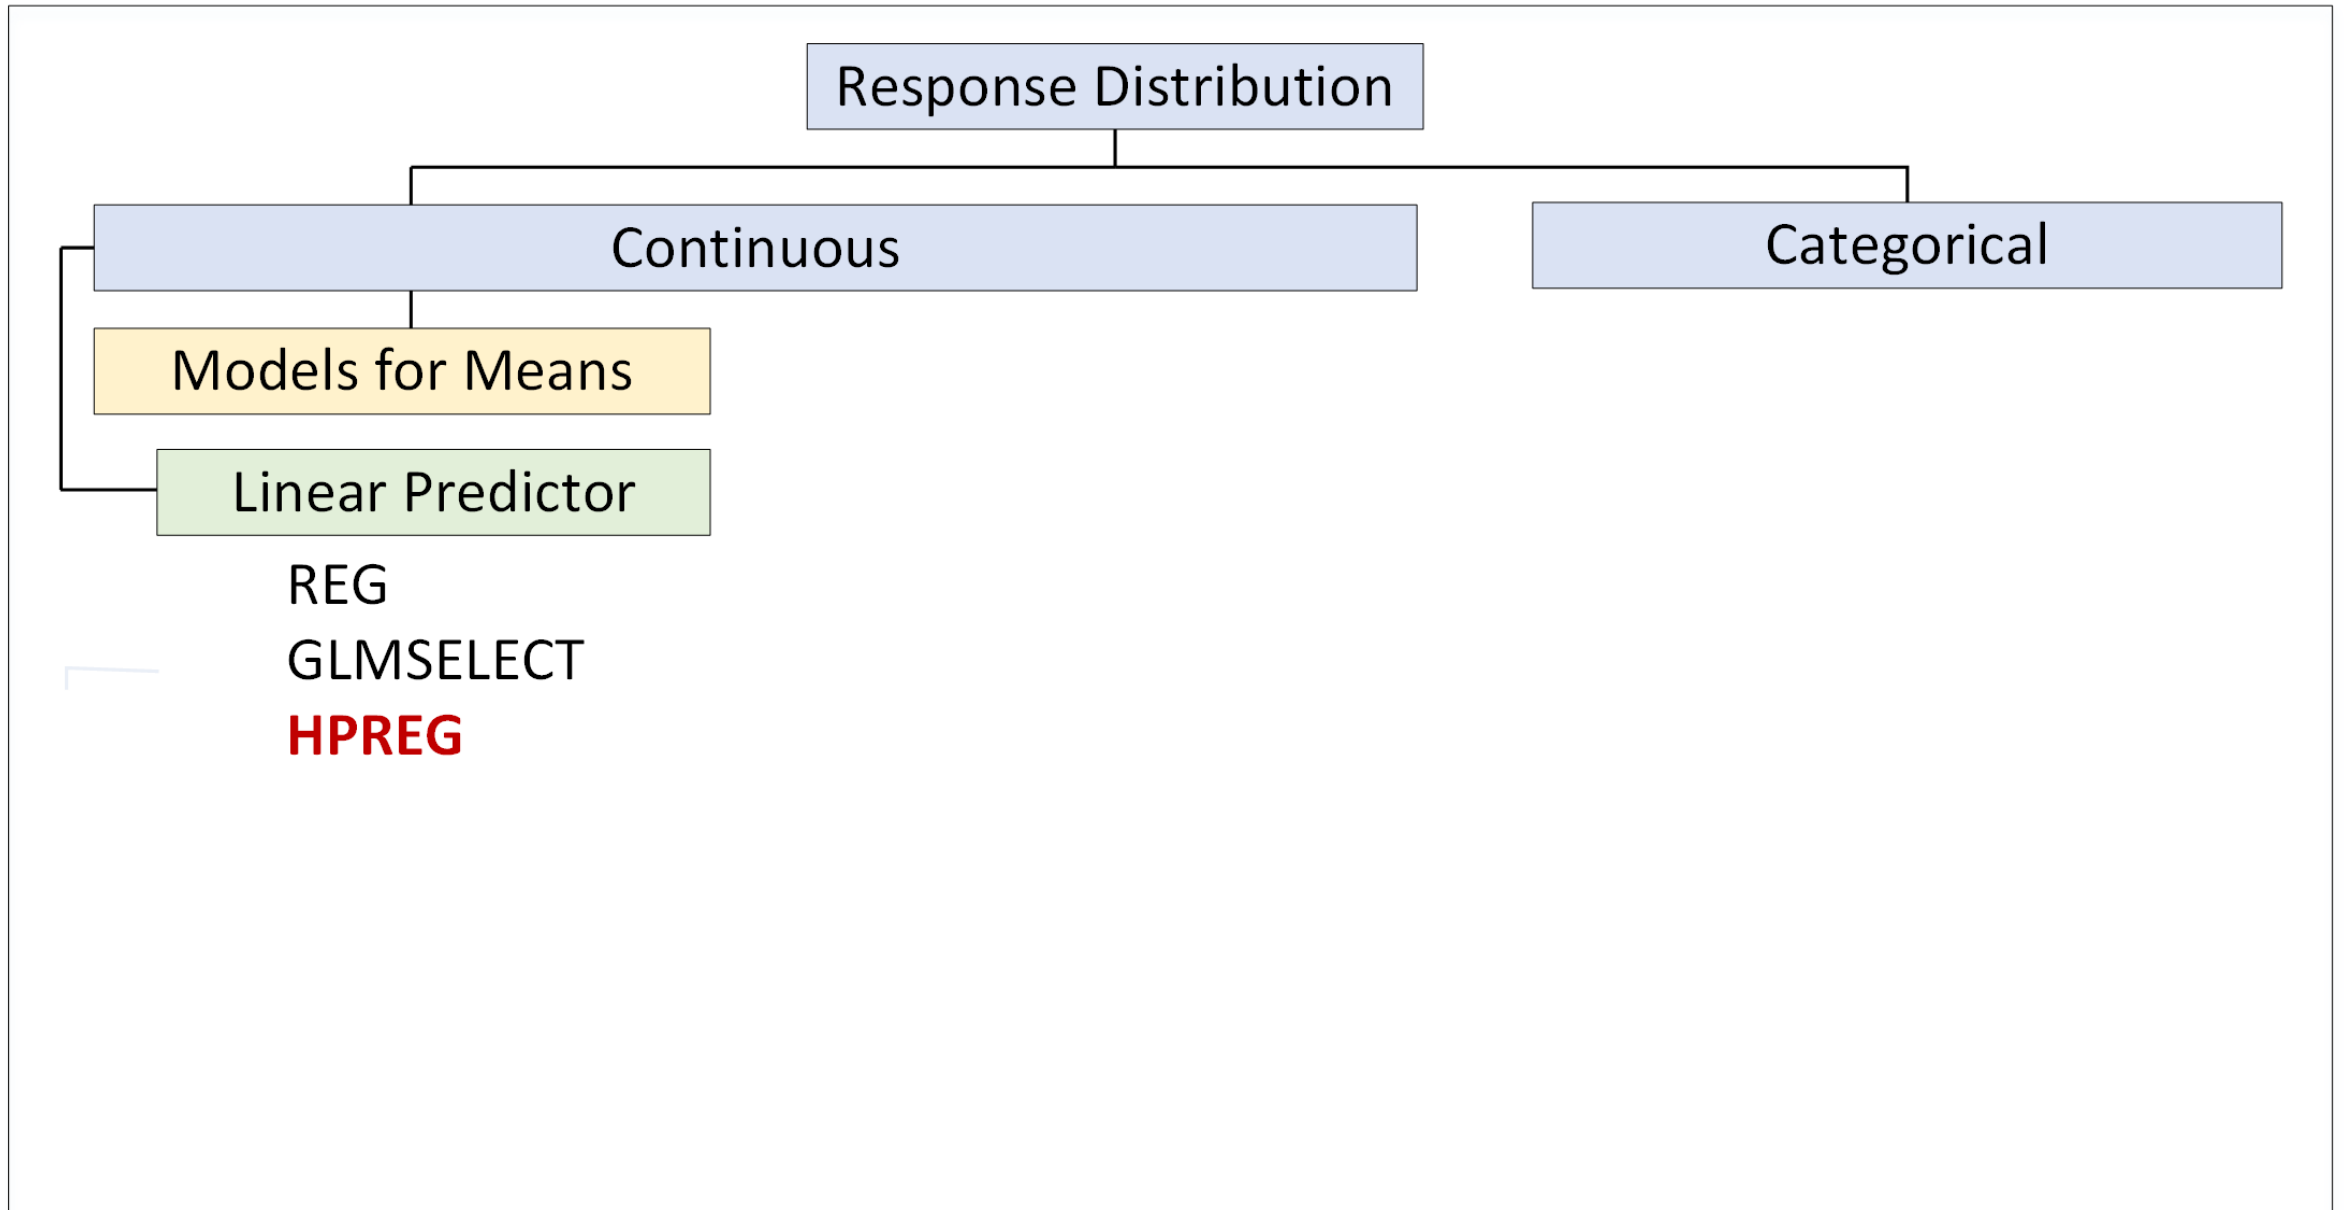 Response Distribution
Continuous
Categorical
Models for Means
Linear Predictor
REG
GLMSELECT
HPREG